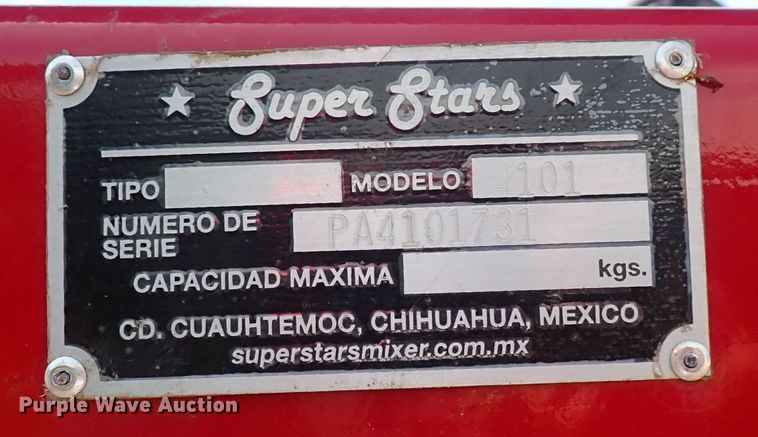 Super Stars
TIPO MODELO 4101
NUMERO DE SERIE PA4101731
CAPACIDAD MAXIMA kgs.
CD. CUAUHTEMOC, CHIHUAHUA, MEXICO
superstarsmixer.com.mx
Purple Wave Auction